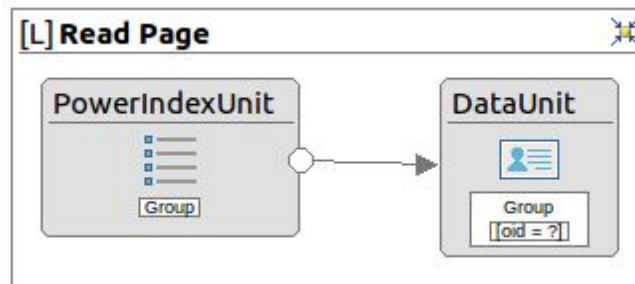 [L] Read Page
PowerIndexUnit
Group
DataUnit
Group
[oid = ?]